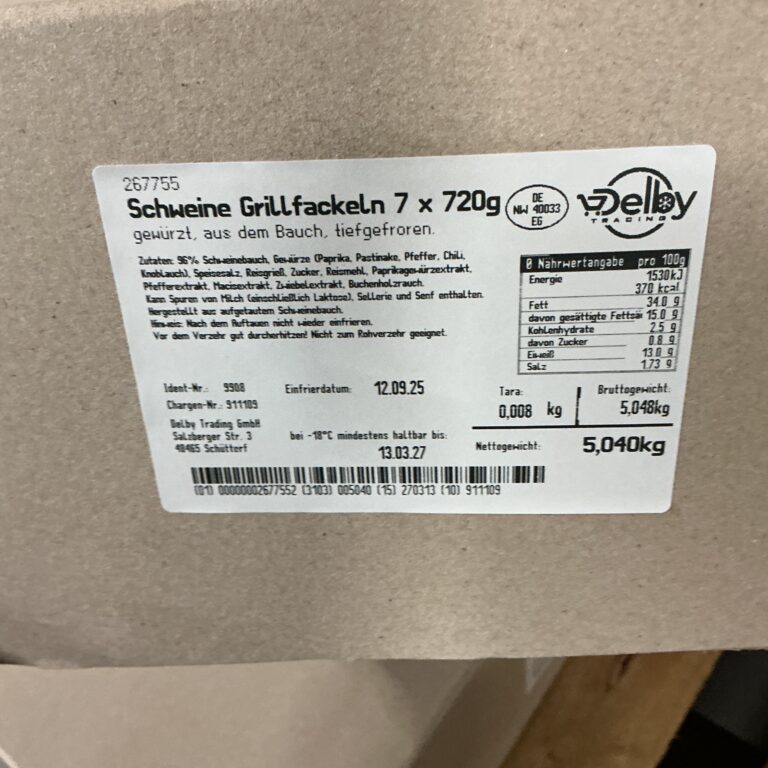 267755
Schweine Grillfackeln 7 x 720g
gewürzt, aus dem Bauch, tiefgefroren.
DE
NW 40033
EG
Delby
TRADING
Zutaten: 96% Schweinebauch, Gewürze (Paprika, Pastinake, Pfeffer, Chili,
Knoblauch), Speisesalz, Reisgrieß, Zucker, Reismehl, Paprikagewürzextrakt,
Pfefferextrakt, Macisextrakt, Zwiebelextrakt, Buchenholzrauch.
Kann Spuren von Milch (einschließlich Laktose), Sellerie und Senf enthalten.
Hergestellt aus aufgetautem Schweinebauch.
Hinweis: Nach dem Auftauen nicht wieder einfrieren.
Vor dem Verzehr gut durcherhitzen! Nicht zum Rohverzehr geeignet.
Ø Nährwertangabe pro 100g
Energie 1530kJ
370 kcal
Fett 34.0 g
davon gesättigte Fettsäu 15.0 g
Kohlenhydrate 2.5 g
davon Zucker 0.8 g
Eiweiß 13.0 g
Salz 1.73 g
Ident-Nr.: 9908
Einfrierdatum: 12.09.25
Chargen-Nr.: 911109
Tara: 0,008 kg
Bruttogewicht: 5,048kg
Delby Trading GmbH
Salzberger Str. 3
48465 Schüttorf
bei -18°C mindestens haltbar bis:
13.03.27
Nettogewicht: 5,040kg
(01) 00000002677552 (3103) 005040 (15) 270313 (10) 911109